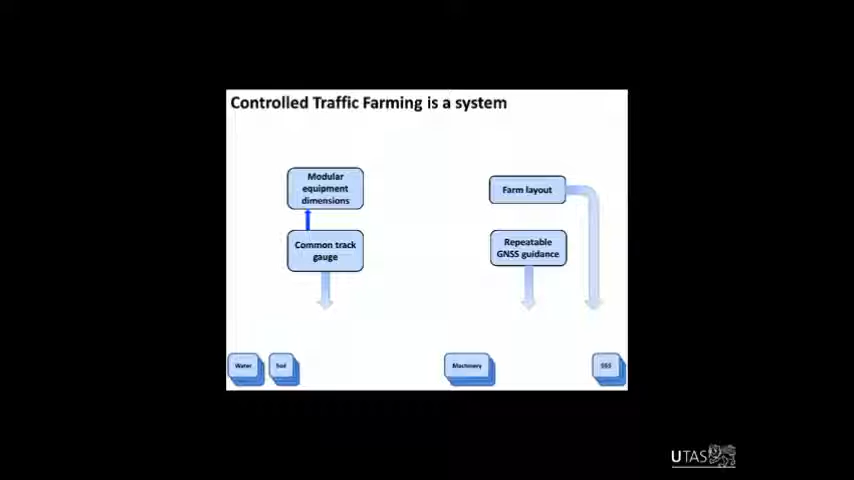 Controlled Traffic Farming is a system
Modular
equipment
dimensions
Farm layout
Common track
gauge
Repeatable
GNSS guidance
Water
Soil
Machinery
$$$
UTAS